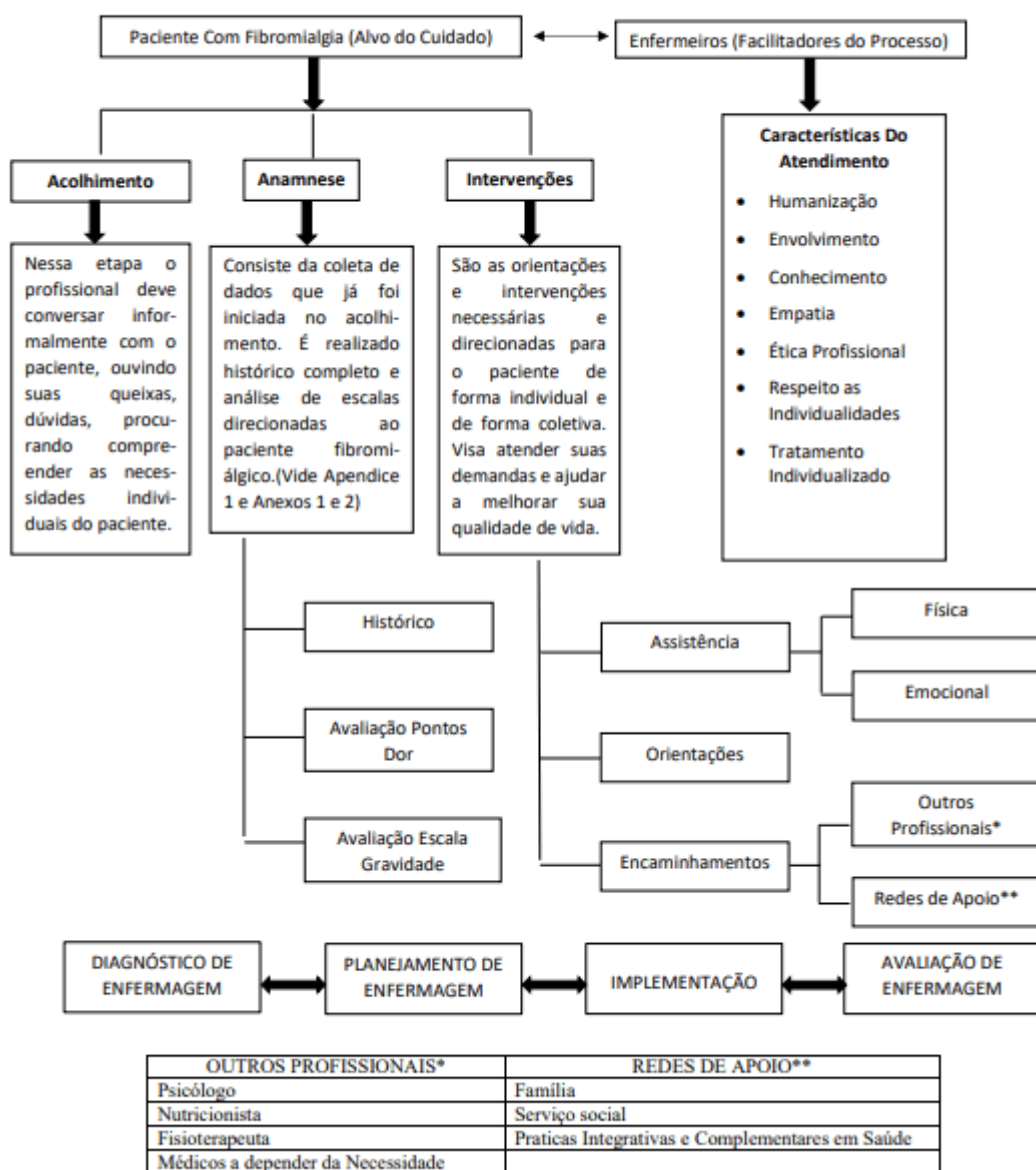 Paciente Com Fibromialgia (Alvo do Cuidado)
Enfermeiros (Facilitadores do Processo)
Acolhimento
Nessa etapa o
profissional deve
conversar infor-
malmente com o
paciente, ouvindo
suas queixas,
dúvidas, procu-
rando compre-
ender as neces-
sidades indivi-
duais do paciente.
Anamnese
Consiste da coleta de
dados que já foi
iniciada no acolhi-
mento. É realizado
histórico completo e
análise de escalas
direcionadas ao
paciente fibromi-
álgico.(Vide Apendice
1 e Anexos 1 e 2)
Intervenções
São as orientações
e intervenções
necessárias e
direcionadas para
o paciente de
forma individual e
de forma coletiva.
Visa atender suas
demandas e ajudar
a melhorar sua
qualidade de vida.
Características Do
Atendimento
• Humanização
• Envolvimento
• Conhecimento
• Empatia
• Ética Profissional
• Respeito as
Individualidades
• Tratamento
Individualizado
Histórico
Avaliação Pontos
Dor
Avaliação Escala
Gravidade
Assistência
Física
Emocional
Orientações
Encaminhamentos
Outros
Profissionais*
Redes de Apoio**
DIAGNÓSTICO DE
ENFERMAGEM
PLANEJAMENTO DE
ENFERMAGEM
IMPLEMENTAÇÃO
AVALIAÇÃO DE
ENFERMAGEM
OUTROS PROFISSIONAIS* REDES DE APOIO**
Psicólogo Família
Nutricionista Serviço social
Fisioterapeuta Praticas Integrativas e Complementares em Saúde
Médicos a depender da Necessidade